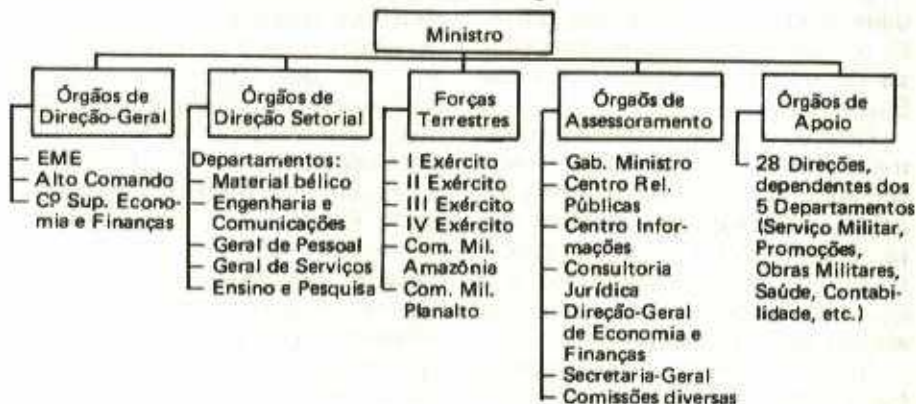 Ministro
Órgãos de
Direção-Geral
EME
Alto Comando
Cº Sup. Econo-
mia e Finanças
Órgãos de
Direção Setorial
Departamentos:
Material bélico
Engenharia e
Comunicações
Geral de Pessoal
Geral de Serviços
Ensino e Pesquisa
Forças
Terrestres
I Exército
II Exército
III Exército
IV Exército
Com. Mil.
Amazônia
Com. Mil.
Planalto
Órgaõs de
Assessoramento
Gab. Ministro
Centro Rel.
Públicas
Centro Infor-
mações
Consultoria
Jurídica
Direção-Geral
de Economia e
Finanças
Secretaria-Geral
Comissões diversas
Órgãos de
Apoio
28 Direções,
dependentes dos
5 Departamentos
(Serviço Militar,
Promoções,
Obras Militares,
Saúde, Contabi-
lidade, etc.)